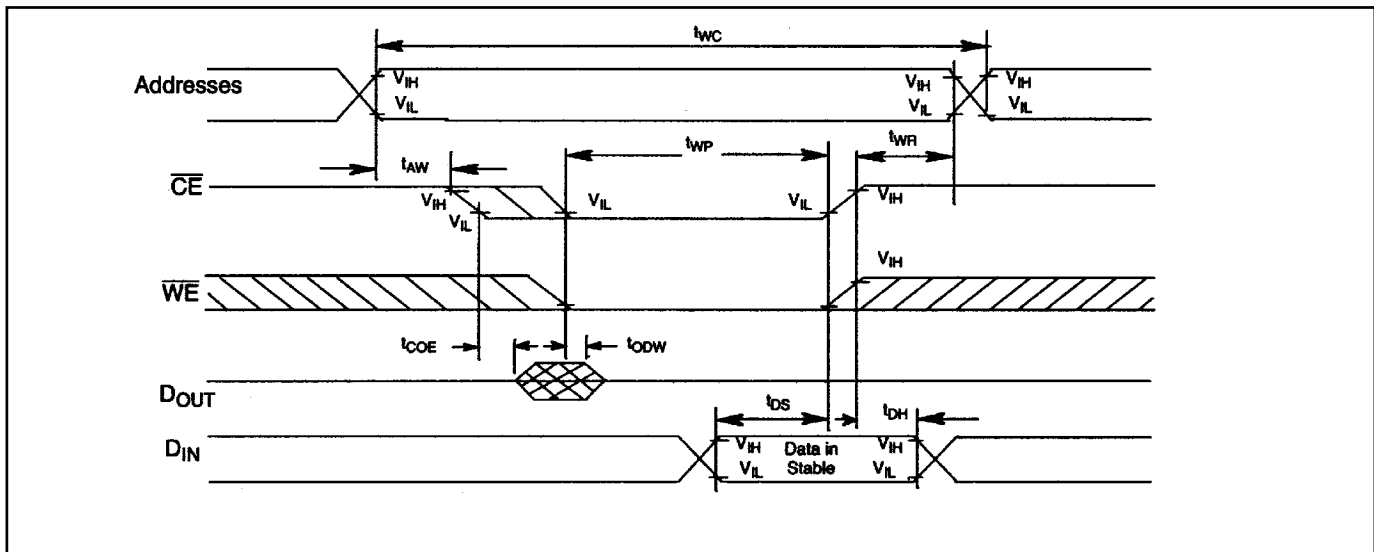 tWC
Addresses VIH VIH VIH
VIL VIL VIL
tAW tWP tWR
CE VIH VIL VIL VIH
VIL
WE VIH
tCOE tODW
DOUT tDS tDH
DIN VIH Data in VIH
VIL Stable VIL